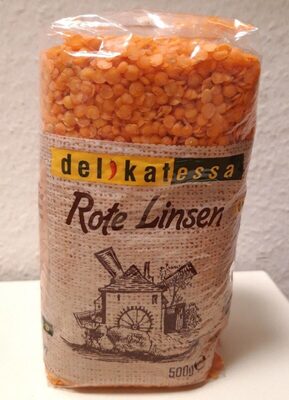 delikatessa
Rote Linsen
500g℮